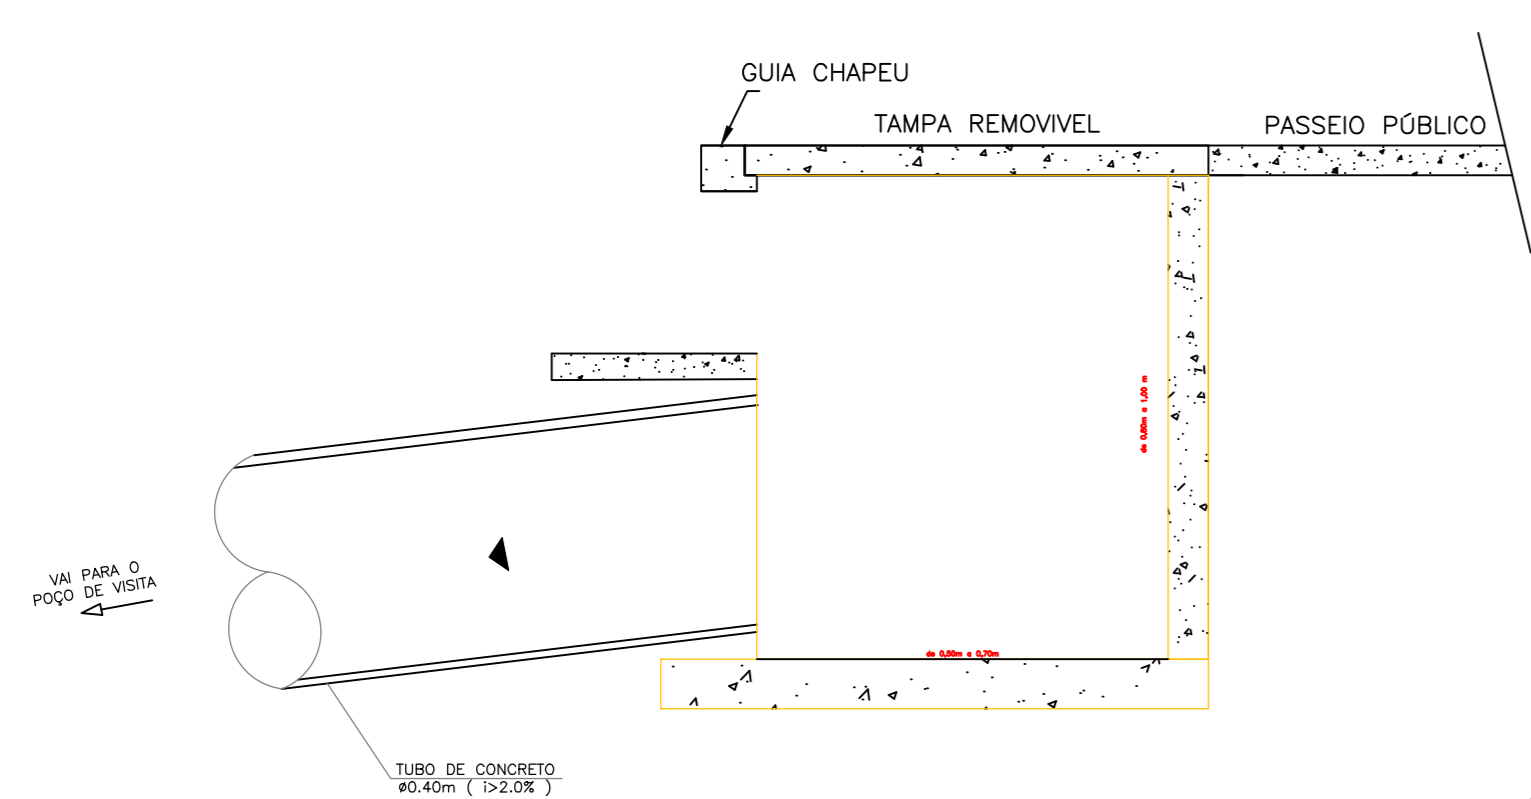 GUIA CHAPEU
TAMPA REMOVIVEL
PASSEIO PÚBLICO
de 0,80m a 1,00 m
VAI PARA O
POÇO DE VISITA
de 0,50m a 0,70m
TUBO DE CONCRETO
ø0.40m ( i>2.0% )